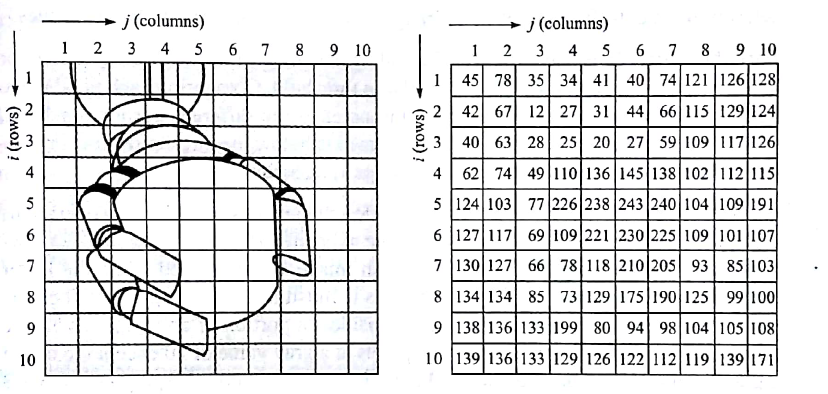 j (columns)
1 2 3 4 5 6 7 8 9 10
i (rows)
1
2
3
4
5
6
7
8
9
10
j (columns)
1 2 3 4 5 6 7 8 9 10
i (rows)
1 45 78 35 34 41 40 74 121 126 128
2 42 67 12 27 31 44 66 115 129 124
3 40 63 28 25 20 27 59 109 117 126
4 62 74 49 110 136 145 138 102 112 115
5 124 103 77 226 238 243 240 104 109 191
6 127 117 69 109 221 230 225 109 101 107
7 130 127 66 78 118 210 205 93 85 103
8 134 134 85 73 129 175 190 125 99 100
9 138 136 133 199 80 94 98 104 105 108
10 139 136 133 129 126 122 112 119 139 171